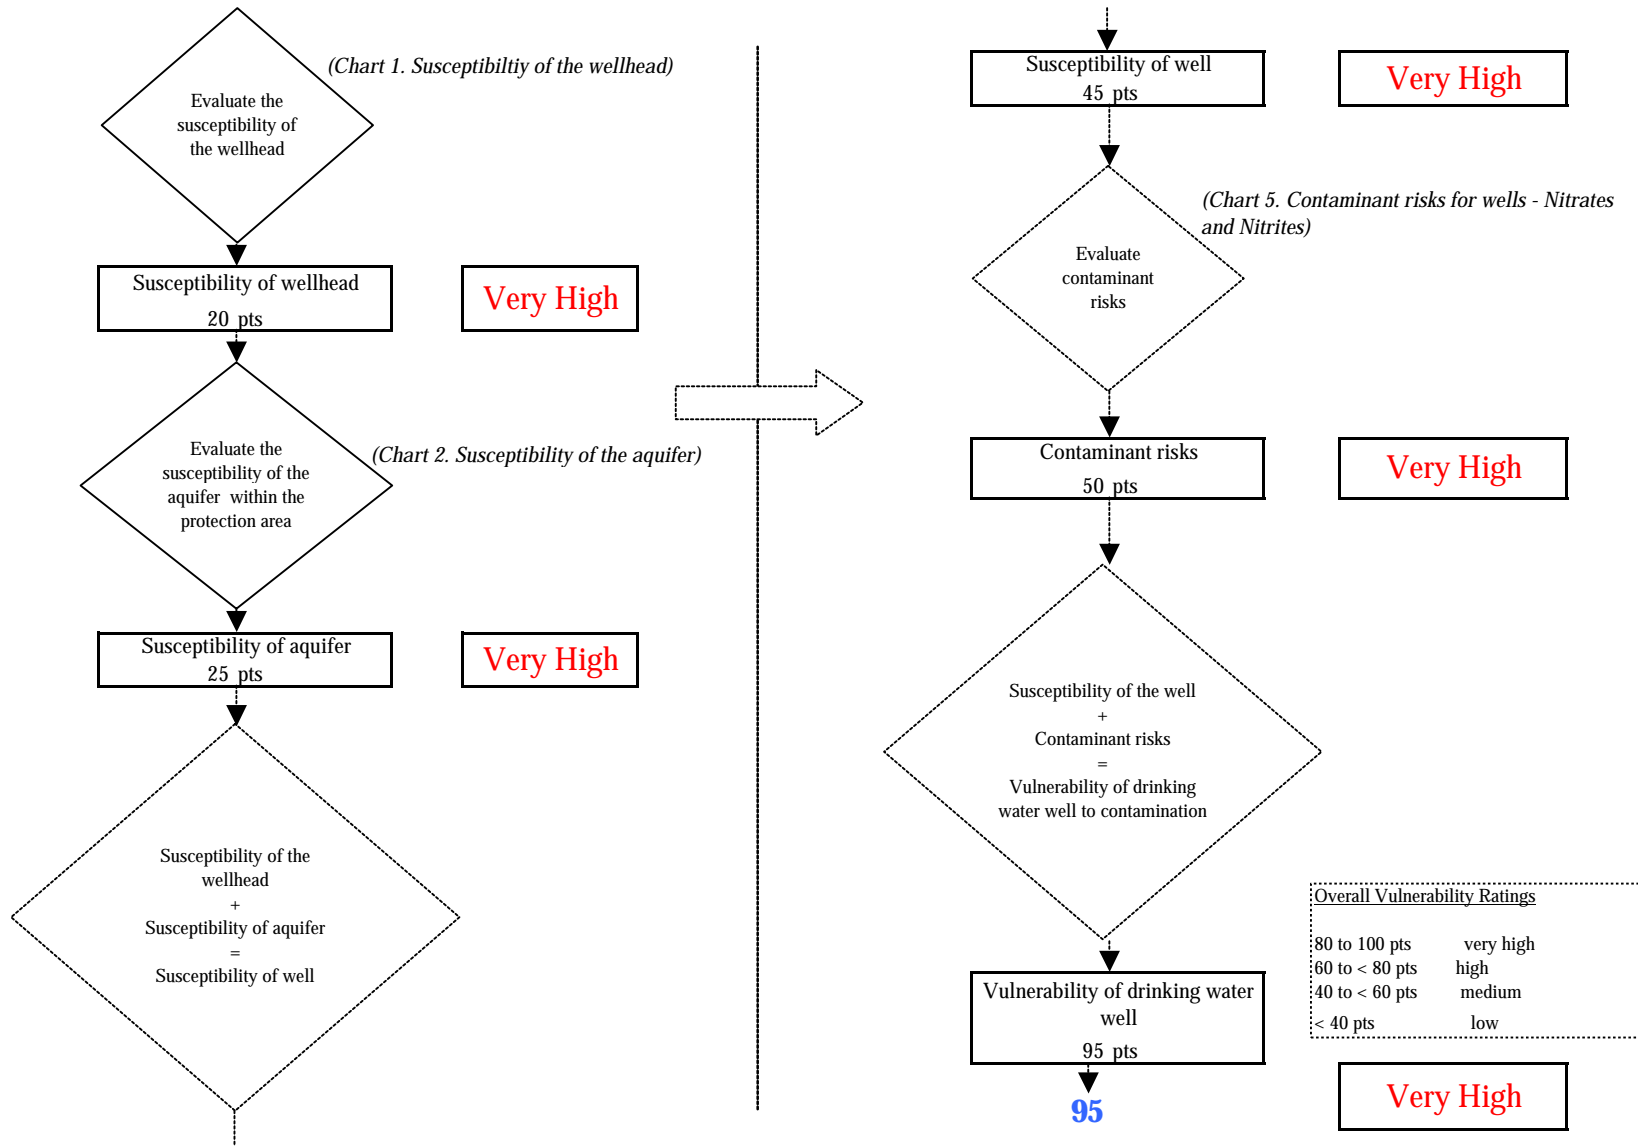 (Chart 1. Susceptibiltiy of the wellhead)
Evaluate the
susceptibility of
the wellhead
Susceptibility of wellhead
20 pts
Very High
Evaluate the
susceptibility of the
aquifer within the
protection area
(Chart 2. Susceptibility of the aquifer)
Susceptibility of aquifer
25 pts
Very High
Susceptibility of the
wellhead
+
Susceptibility of aquifer
=
Susceptibility of well
Susceptibility of well
45 pts
Very High
(Chart 5. Contaminant risks for wells - Nitrates
and Nitrites)
Evaluate
contaminant
risks
Contaminant risks
50 pts
Very High
Susceptibility of the well
+
Contaminant risks
=
Vulnerability of drinking
water well to contamination
Overall Vulnerability Ratings
80 to 100 pts very high
60 to < 80 pts high
40 to < 60 pts medium
< 40 pts low
Vulnerability of drinking water
well
95 pts
95
Very High